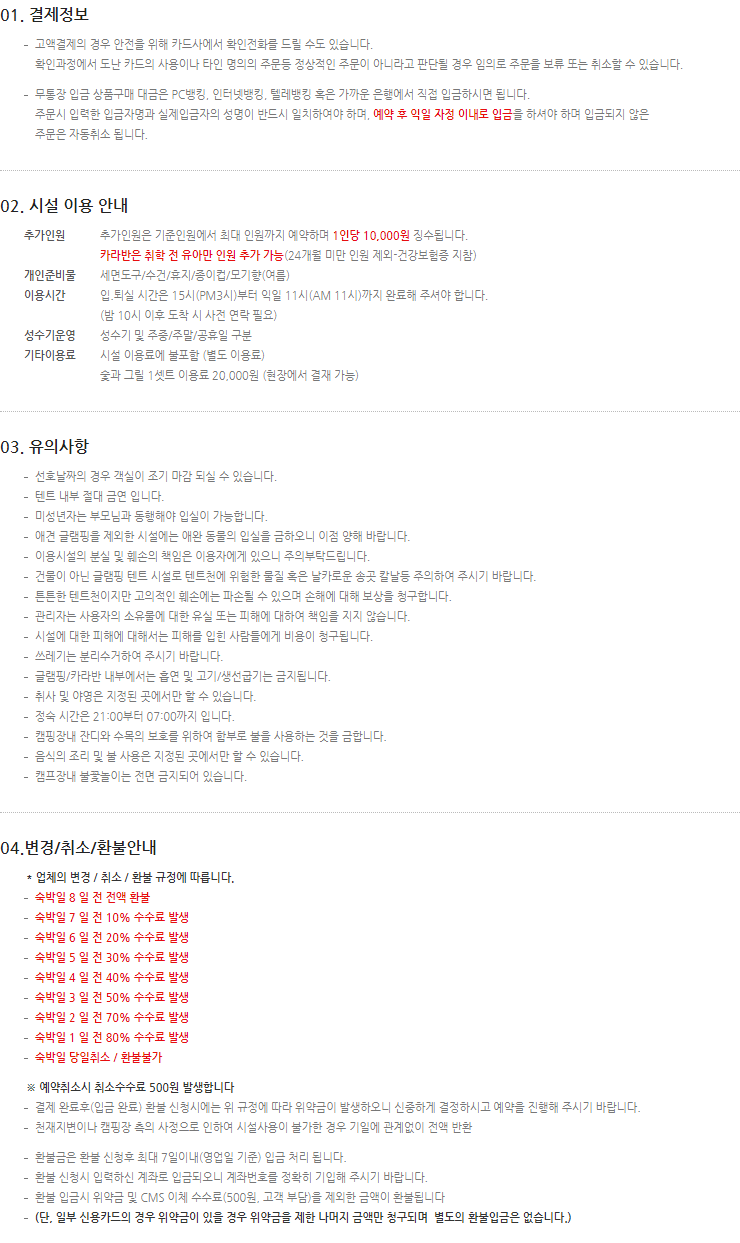 01. 결제정보
- 고액결제의 경우 안전을 위해 카드사에서 확인전화를 드릴 수도 있습니다.
확인과정에서 도난 카드의 사용이나 타인 명의의 주문등 정상적인 주문이 아니라고 판단될 경우 임의로 주문을 보류 또는 취소할 수 있습니다.
- 무통장 입금 상품구매 대금은 PC뱅킹, 인터넷뱅킹, 텔레뱅킹 혹은 가까운 은행에서 직접 입금하시면 됩니다.
주문시 입력한 입금자명과 실제입금자의 성명이 반드시 일치하여야 하며, 예약 후 익일 자정 이내로 입금을 하셔야 하며 입금되지 않은
주문은 자동취소 됩니다.
02. 시설 이용 안내
추가인원 추가인원은 기준인원에서 최대 인원까지 예약하며 1인당 10,000원 징수됩니다.
카라반은 취학 전 유아만 인원 추가 가능(24개월 미만 인원 제외-건강보험증 지참)
개인준비물 세면도구/수건/휴지/종이컵/모기향(여름)
이용시간 입.퇴실 시간은 15시(PM3시)부터 익일 11시(AM 11시)까지 완료해 주셔야 합니다.
(밤 10시 이후 도착 시 사전 연락 필요)
성수기운영 성수기 및 주중/주말/공휴일 구분
기타이용료 시설 이용료에 불포함 (별도 이용료)
숯과 그릴 1셋트 이용료 20,000원 (현장에서 결재 가능)
03. 유의사항
- 선호날짜의 경우 객실이 조기 마감 되실 수 있습니다.
- 텐트 내부 절대 금연 입니다.
- 미성년자는 부모님과 동행해야 입실이 가능합니다.
- 애견 글램핑을 제외한 시설에는 애완 동물의 입실을 금하오니 이점 양해 바랍니다.
- 이용시설의 분실 및 훼손의 책임은 이용자에게 있으니 주의부탁드립니다.
- 건물이 아닌 글램핑 텐트 시설로 텐트천에 위험한 물질 혹은 날카로운 송곳 칼날등 주의하여 주시기 바랍니다.
- 튼튼한 텐트천이지만 고의적인 훼손에는 파손될 수 있으며 손해에 대해 보상을 청구합니다.
- 관리자는 사용자의 소유물에 대한 유실 또는 피해에 대하여 책임을 지지 않습니다.
- 시설에 대한 피해에 대해서는 피해를 입힌 사람들에게 비용이 청구됩니다.
- 쓰레기는 분리수거하여 주시기 바랍니다.
- 글램핑/카라반 내부에서는 흡연 및 고기/생선굽기는 금지됩니다.
- 취사 및 야영은 지정된 곳에서만 할 수 있습니다.
- 정숙 시간은 21:00부터 07:00까지 입니다.
- 캠핑장내 잔디와 수목의 보호를 위하여 함부로 불을 사용하는 것을 금합니다.
- 음식의 조리 및 불 사용은 지정된 곳에서만 할 수 있습니다.
- 캠프장내 불꽃놀이는 전면 금지되어 있습니다.
04.변경/취소/환불안내
* 업체의 변경 / 취소 / 환불 규정에 따릅니다.
- 숙박일 8 일 전 전액 환불
- 숙박일 7 일 전 10% 수수료 발생
- 숙박일 6 일 전 20% 수수료 발생
- 숙박일 5 일 전 30% 수수료 발생
- 숙박일 4 일 전 40% 수수료 발생
- 숙박일 3 일 전 50% 수수료 발생
- 숙박일 2 일 전 70% 수수료 발생
- 숙박일 1 일 전 80% 수수료 발생
- 숙박일 당일취소 / 환불불가
※ 예약취소시 취소수수료 500원 발생합니다
- 결제 완료후(입금 완료) 환불 신청시에는 위 규정에 따라 위약금이 발생하오니 신중하게 결정하시고 예약을 진행해 주시기 바랍니다.
- 천재지변이나 캠핑장 측의 사정으로 인하여 시설사용이 불가한 경우 기일에 관계없이 전액 반환
- 환불금은 환불 신청후 최대 7일이내(영업일 기준) 입금 처리 됩니다.
- 환불 신청시 입력하신 계좌로 입금되오니 계좌번호를 정확히 기입해 주시기 바랍니다.
- 환불 입금시 위약금 및 CMS 이체 수수료(500원, 고객 부담)을 제외한 금액이 환불됩니다
- (단, 일부 신용카드의 경우 위약금이 있을 경우 위약금을 제한 나머지 금액만 청구되며 별도의 환불입금은 없습니다.)